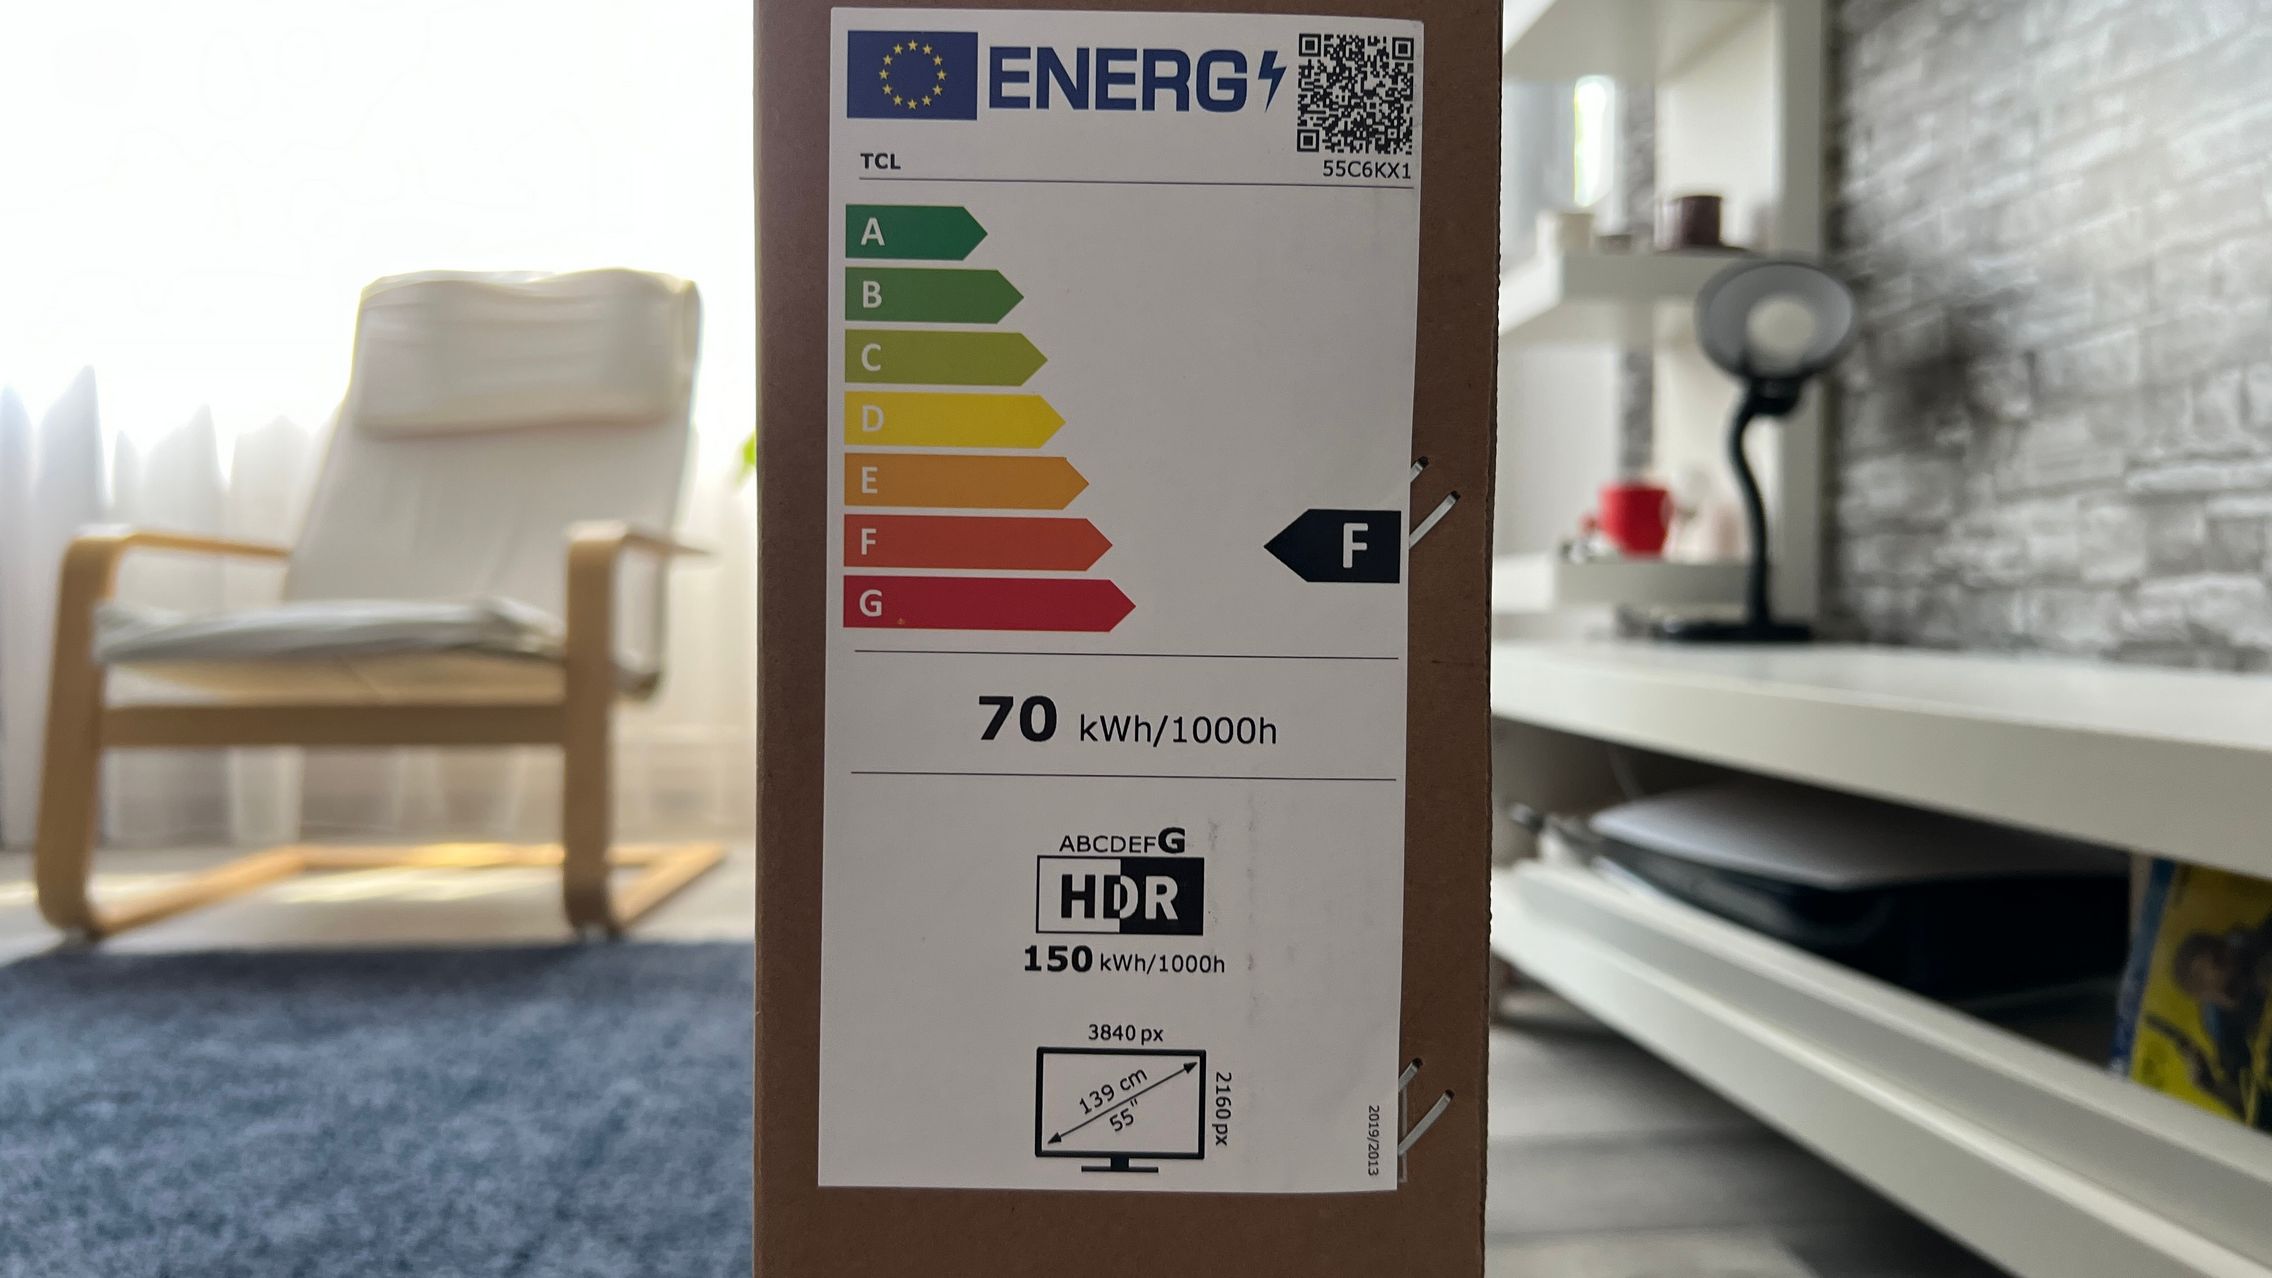 ENERG
TCL
55C6KX1
A
B
C
D
E
F
F
G
70 kWh/1000h
ABCDEFG
HDR
150 kWh/1000h
3840 px
139 cm
55"
2160 px
2019/2013